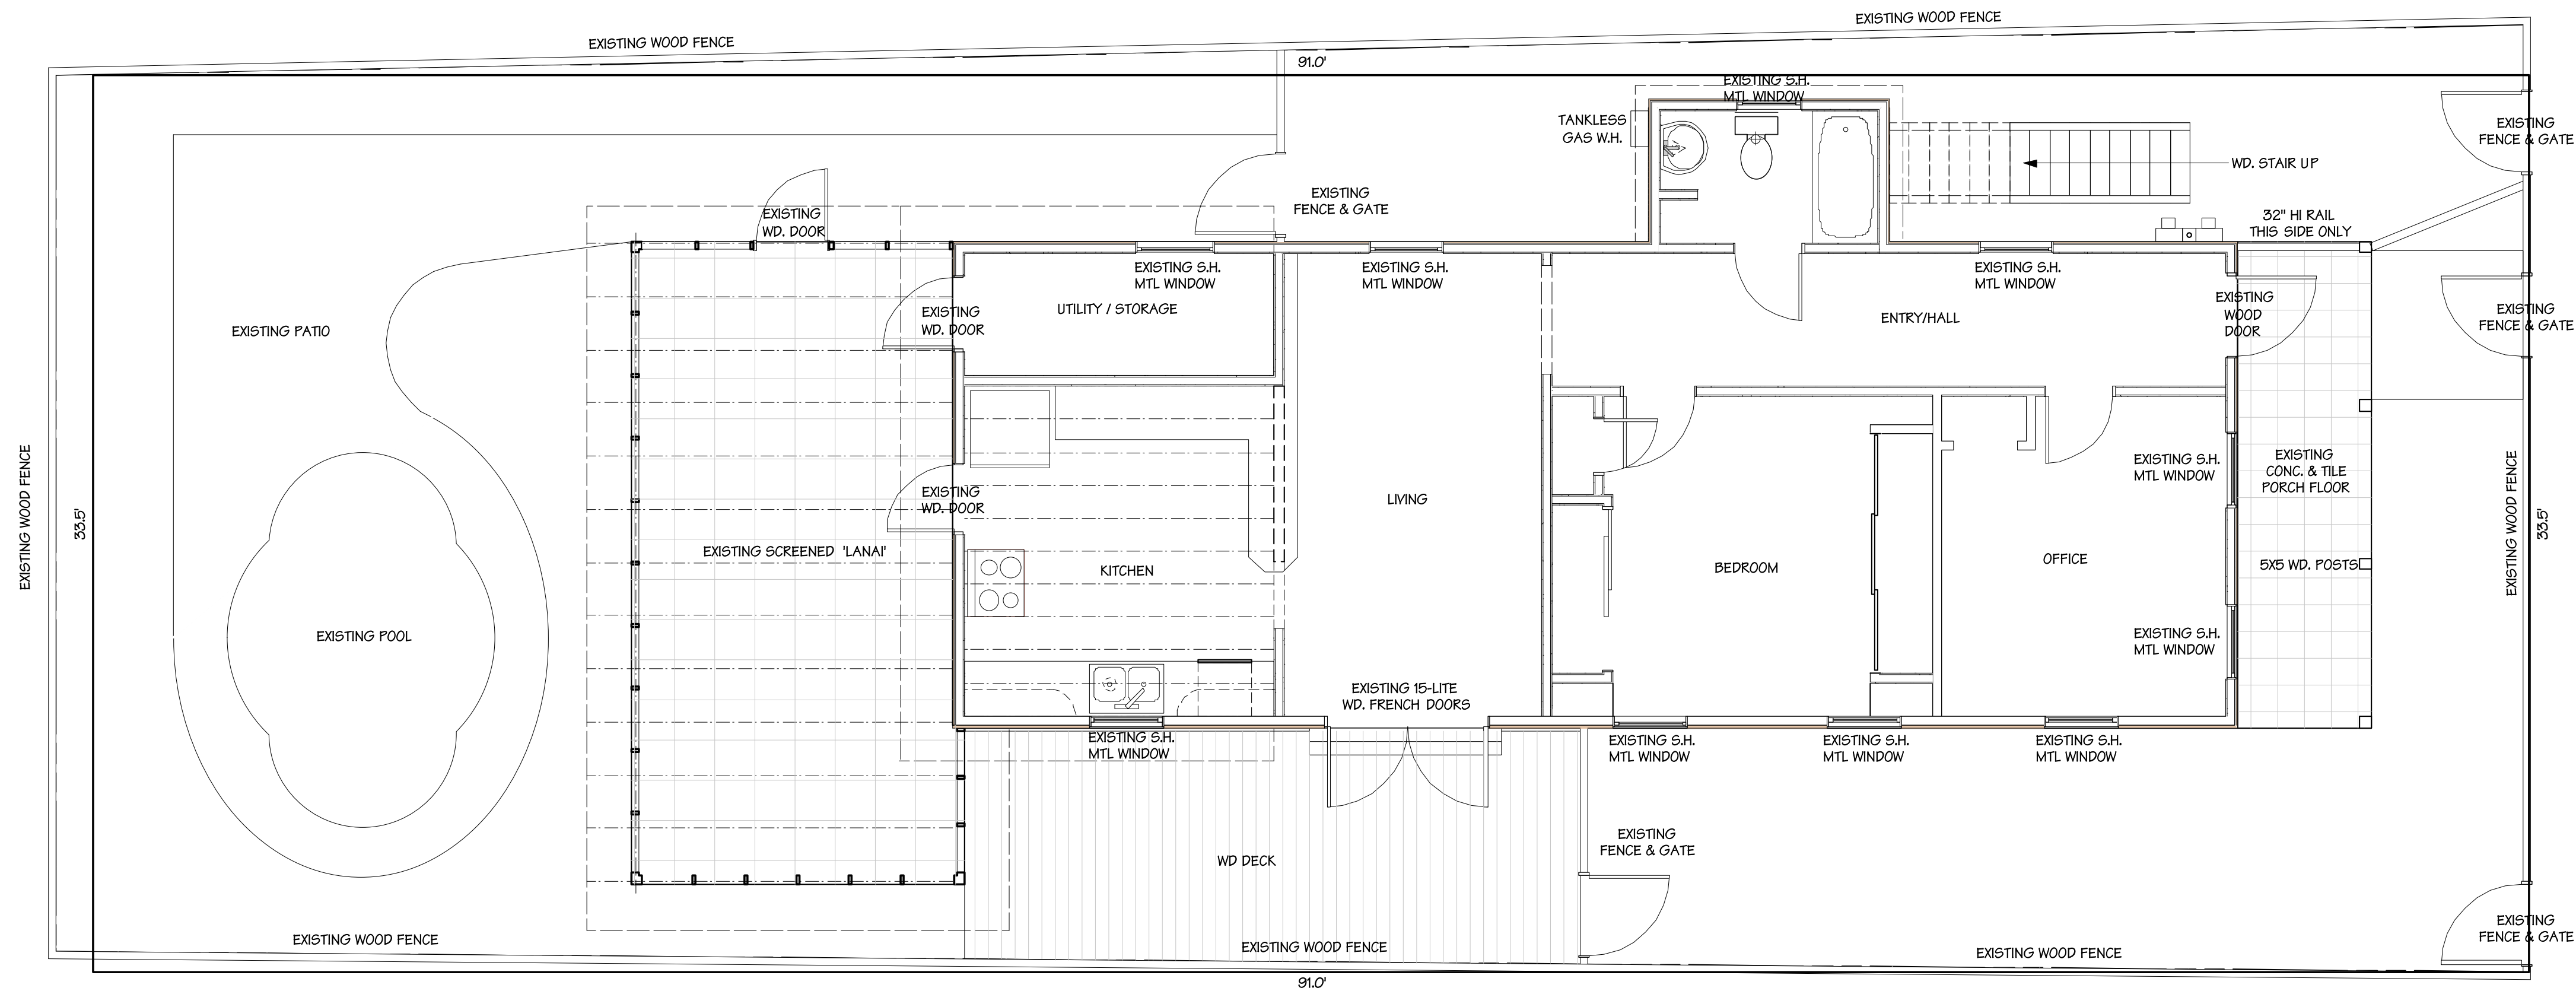 EXISTING WOOD FENCE
EXISTING WOOD FENCE
91.0'
EXISTING S.H.
MTL WINDOW
TANKLESS
GAS W.H.
EXISTING
FENCE & GATE
WD. STAIR UP
EXISTING
FENCE & GATE
EXISTING
WD. DOOR
32" HI RAIL
THIS SIDE ONLY
EXISTING S.H.
MTL WINDOW
EXISTING S.H.
MTL WINDOW
EXISTING S.H.
MTL WINDOW
EXISTING PATIO
EXISTING
WD. DOOR
UTILITY / STORAGE
ENTRY/HALL
EXISTING
WOOD
DOOR
EXISTING
FENCE & GATE
EXISTING WOOD FENCE
33.5'
EXISTING
WD. DOOR
LIVING
EXISTING S.H.
MTL WINDOW
EXISTING
CONC. & TILE
PORCH FLOOR
EXISTING WOOD FENCE
33.5'
EXISTING SCREENED 'LANAI'
KITCHEN
BEDROOM
OFFICE
5X5 WD. POSTS
EXISTING POOL
EXISTING S.H.
MTL WINDOW
EXISTING 15-LITE
WD. FRENCH DOORS
EXISTING S.H.
MTL WINDOW
EXISTING S.H.
MTL WINDOW
EXISTING S.H.
MTL WINDOW
EXISTING S.H.
MTL WINDOW
WD DECK
EXISTING
FENCE & GATE
EXISTING
FENCE & GATE
EXISTING WOOD FENCE
EXISTING WOOD FENCE
EXISTING WOOD FENCE
91.0'